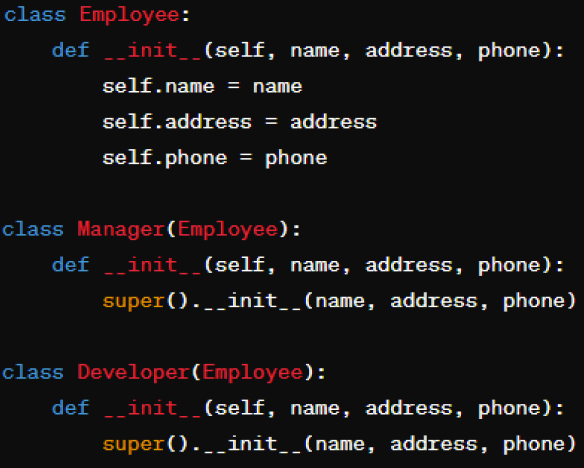 class Employee:
    def __init__(self, name, address, phone):
        self.name = name
        self.address = address
        self.phone = phone
class Manager(Employee):
    def __init__(self, name, address, phone):
        super().__init__(name, address, phone)
class Developer(Employee):
    def __init__(self, name, address, phone):
        super().__init__(name, address, phone)